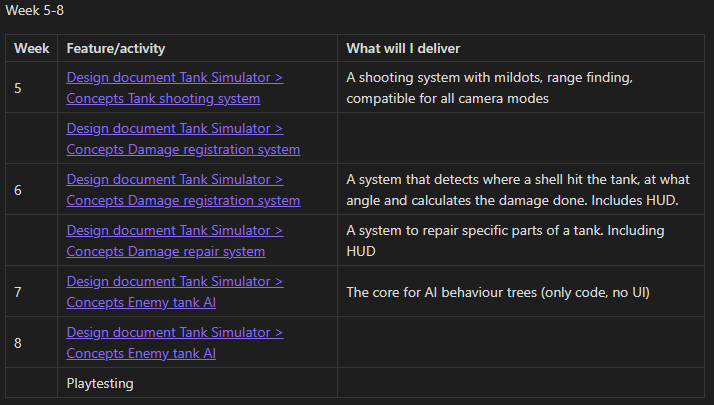 Week 5-8
Week Feature/activity What will I deliver
5 Design document Tank Simulator > Concepts Tank shooting system A shooting system with mildots, range finding, compatible for all camera modes
Design document Tank Simulator > Concepts Damage registration system
6 Design document Tank Simulator > Concepts Damage registration system A system that detects where a shell hit the tank, at what angle and calculates the damage done. Includes HUD.
Design document Tank Simulator > Concepts Damage repair system A system to repair specific parts of a tank. Including HUD
7 Design document Tank Simulator > Concepts Enemy tank AI The core for AI behaviour trees (only code, no UI)
8 Design document Tank Simulator > Concepts Enemy tank AI
Playtesting